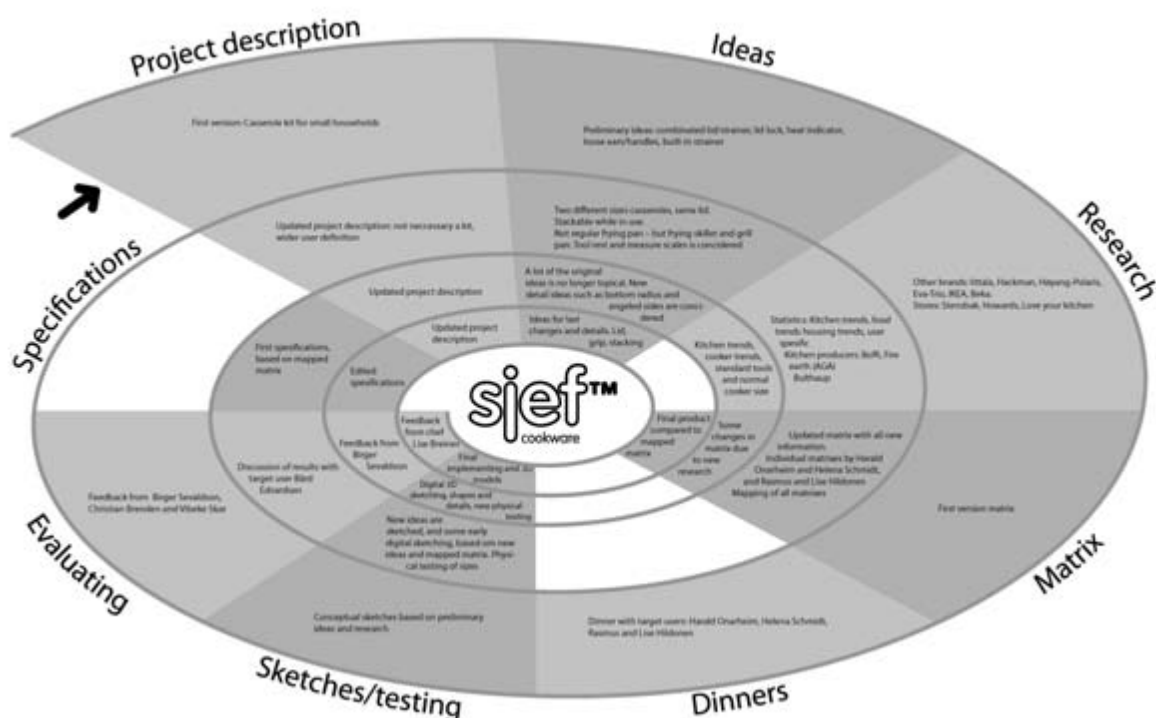 Project description
Ideas
Research
Matrix
Dinners
Sketches/testing
Evaluating
Specifications
First version: Casserole kit for small households
Preliminary ideas: combined lid/strainer, lid lock, heat indicator,
loose ears/handles, built-in strainer
Other brands: Iittala, Hackman, Høyang-Polaris,
Eva-Trio, IKEA, Beka.
Stores: Sterobak, Howards, Love your kitchen
First version matrix
Dinner with target users: Harald Onarheim, Helena Schmidt,
Rasmus and Lise Hildonen
Conceptual sketches based on preliminary
ideas and research
Feedback from Birger Sevaldson,
Christian Brenden and Vibeke Skar
Updated project description: not necessary a kit,
wider user definition
Two different sizes casseroles, same lid.
Stackable while in use.
Not regular frying pan – but frying skillet and grill
pan. Tool rest and measure scales is concidered
Statistics: Kitchen trends, food
trends housing trends, user
spesific
Kitchen producers: Boffi, Fire
earth (AGA)
Bulthaup
Updated matrix with all-new
information.
Individual matrises by Harald
Onarheim and Helena Schmidt,
and Rasmus and Lise Hildonen
Mapping of all matrises
New ideas are
sketched, and some early
digital sketching, based om new
ideas and mapped matrix. Physi-
cal testing of sizes
Discussion of results with
target user Bård
Edvardsen
First spesifications,
based on mapped
matrix
Updated project description
A lot of the original
ideas is no longer topical. New
detail ideas such as bottom radius and
angeled sides are consi-
dered
Kitchen trends,
cooker trends,
standard tools
and normal
cooker size
Some
changes in
matrix due
to new
research
Digital 3D
sketching, shapes and
details, new physical
testing
Feedback from
Birger
Sevaldson
Edited
spesifications
Updated project
description
Ideas for last
changes and details. Lid,
grip, stacking
Final product
compared to
mapped
matrix
Final
implementing and 3D
models
Feedback
from chef
Lise
sjef™
cookware